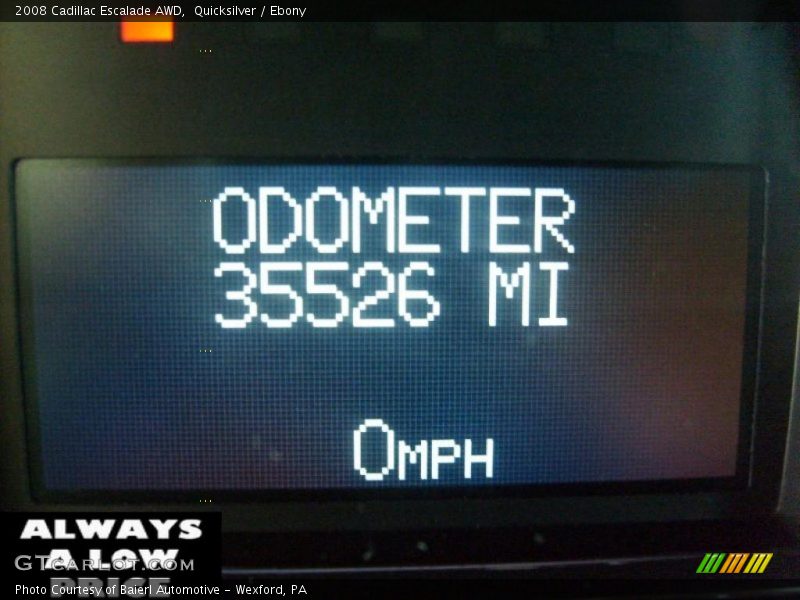 2008 Cadillac Escalade AWD,  Quicksilver / Ebony
ODOMETER
35526 MI
0MPH
ALWAYS
A LOW
GTCARLOT.COM
PRICE
Photo Courtesy of Baierl Automotive - Wexford, PA